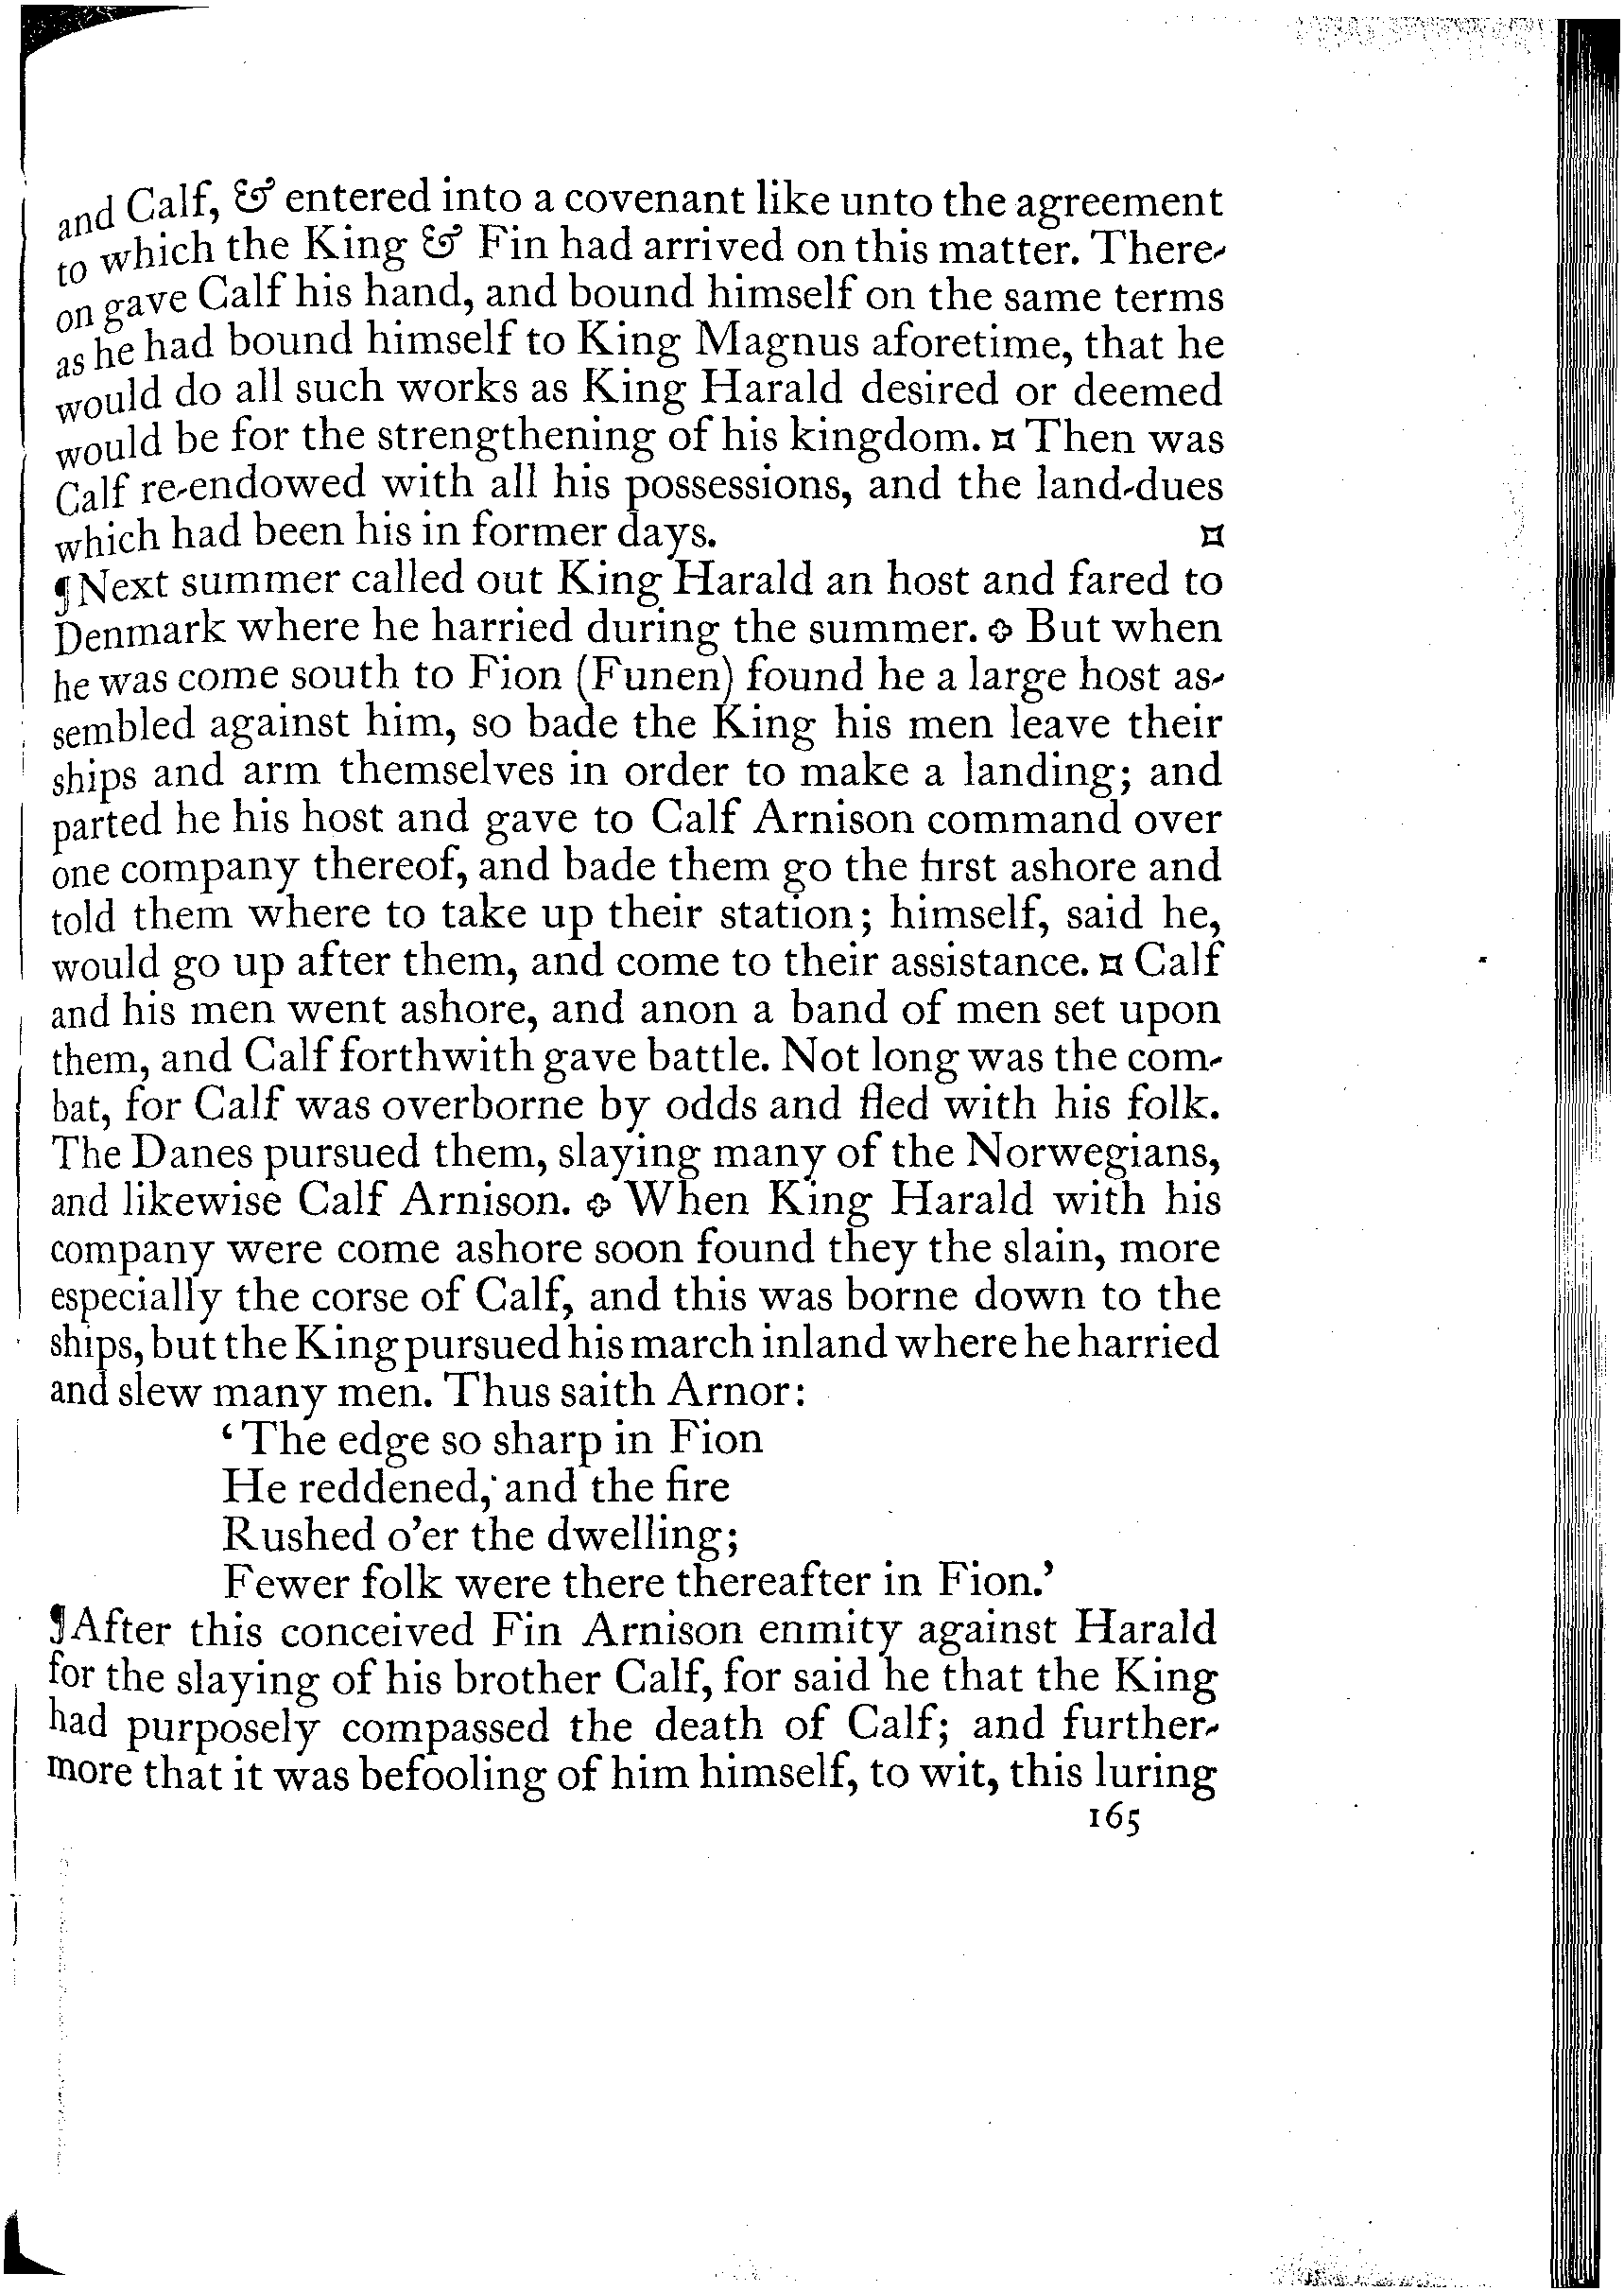 and Calf, & entered into a covenant like unto the agreement
to which the King & Fin had arrived on this matter. There-
on gave Calf his hand, and bound himself on the same terms
as he had bound himself to King Magnus aforetime, that he
would do all such works as King Harald desired or deemed
would be for the strengthening of his kingdom. ¤ Then was
Calf re-endowed with all his possessions, and the land-dues
which had been his in former days. ¤
¶Next summer called out King Harald an host and fared to
Denmark where he harried during the summer. ✣ But when
he was come south to Fion (Funen) found he a large host as-
sembled against him, so bade the King his men leave their
ships and arm themselves in order to make a landing; and
parted he his host and gave to Calf Arnison command over
one company thereof, and bade them go the first ashore and
told them where to take up their station; himself, said he,
would go up after them, and come to their assistance. ¤ Calf
and his men went ashore, and anon a band of men set upon
them, and Calf forthwith gave battle. Not long was the com-
bat, for Calf was overborne by odds and fled with his folk.
The Danes pursued them, slaying many of the Norwegians,
and likewise Calf Arnison. ✣ When King Harald with his
company were come ashore soon found they the slain, more
especially the corse of Calf, and this was borne down to the
ships, but the King pursued his march inland where he harried
and slew many men. Thus saith Arnor:
‘The edge so sharp in Fion
He reddened, and the fire
Rushed o’er the dwelling;
Fewer folk were there thereafter in Fion.’
¶After this conceived Fin Arnison enmity against Harald
for the slaying of his brother Calf, for said he that the King
had purposely compassed the death of Calf; and further-
more that it was befooling of him himself, to wit, this luring
165